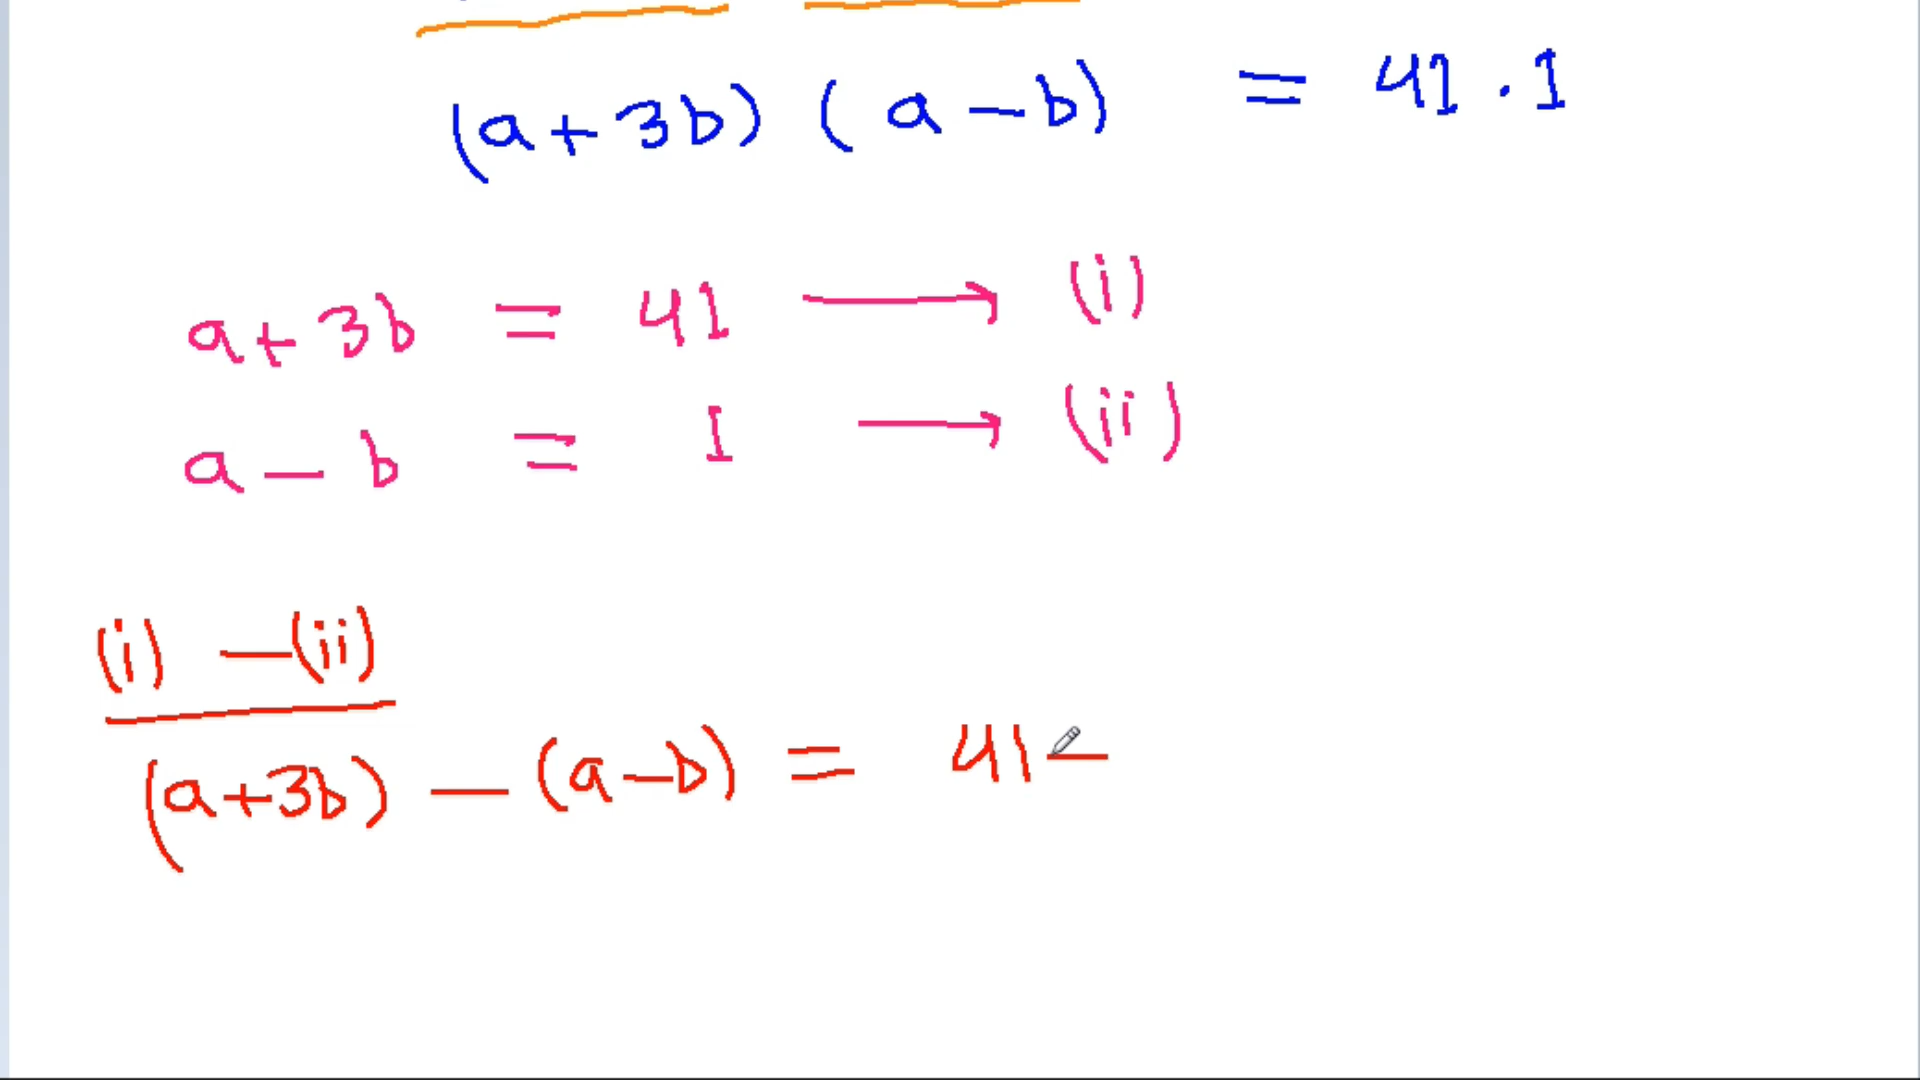 (a+3b) (a-b) = 41 . 1
a+3b = 41 ⟶ (i)
a - b = 1 ⟶ (ii)
(i) - (ii)
(a+3b) - (a-b) = 41-